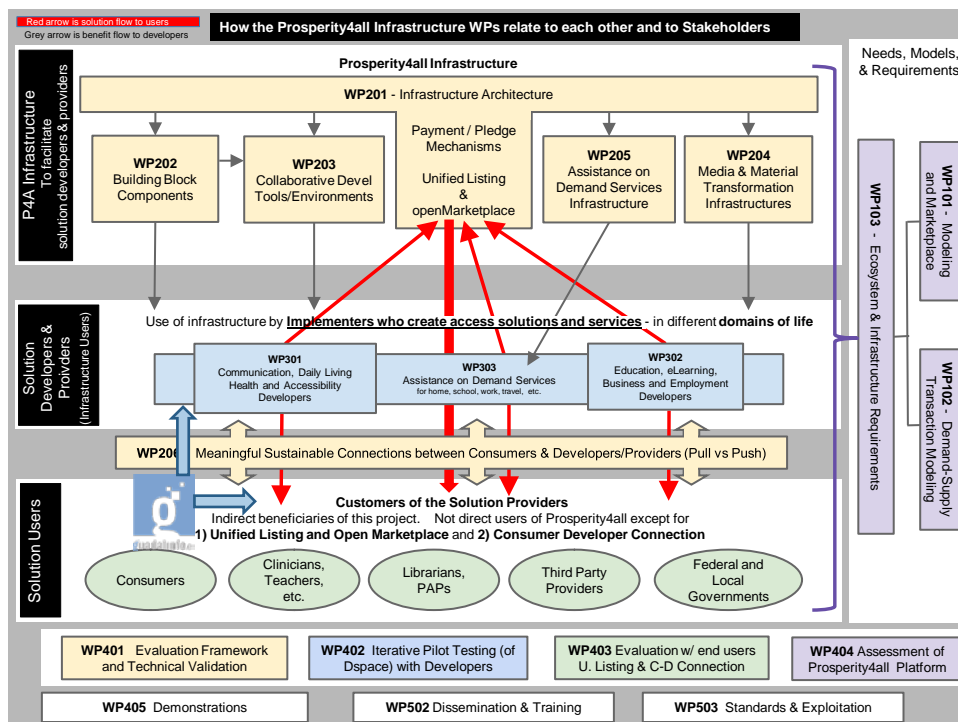 Red arrow is solution flow to users
Grey arrow is benefit flow to developers
How the Prosperity4all Infrastructure WPs relate to each other and to Stakeholders
P4A Infrastructure
To facilitate
solution developers & providers
Prosperity4all Infrastructure
WP201 - Infrastructure Architecture
WP202
Building Block
Components
WP203
Collaborative Devel
Tools/Environments
Payment / Pledge
Mechanisms
Unified Listing
&
openMarketplace
WP205
Assistance on
Demand Services
Infrastructure
WP204
Media & Material
Transformation
Infrastructures
Needs, Models,
& Requirements
WP103 - Ecosystem & Infrastructure Requirements
WP101 - Modeling
and Marketplace
WP102 - Demand-Supply
Transaction Modeling
Solution
Developers &
Proivders
(Infrastructure Users)
Use of infrastructure by Implementers who create access solutions and services - in different domains of life
WP301
Communication, Daily Living
Health and Accessibility
Developers
WP303
Assistance on Demand Services
for home, school, work, travel, etc.
WP302
Education, eLearning,
Business and Employment
Developers
WP206 Meaningful Sustainable Connections between Consumers & Developers/Providers (Pull vs Push)
Solution Users
g
Customers of the Solution Providers
Indirect beneficiaries of this project. Not direct users of Prosperity4all except for
1) Unified Listing and Open Marketplace and 2) Consumer Developer Connection
Consumers
Clinicians,
Teachers,
etc.
Librarians,
PAPs
Third Party
Providers
Federal and
Local
Governments
WP401 Evaluation Framework
and Technical Validation
WP402 Iterative Pilot Testing (of
Dspace) with Developers
WP403 Evaluation w/ end users
U. Listing & C-D Connection
WP404 Assessment of
Prosperity4all Platform
WP405 Demonstrations
WP502 Dissemination & Training
WP503 Standards & Exploitation